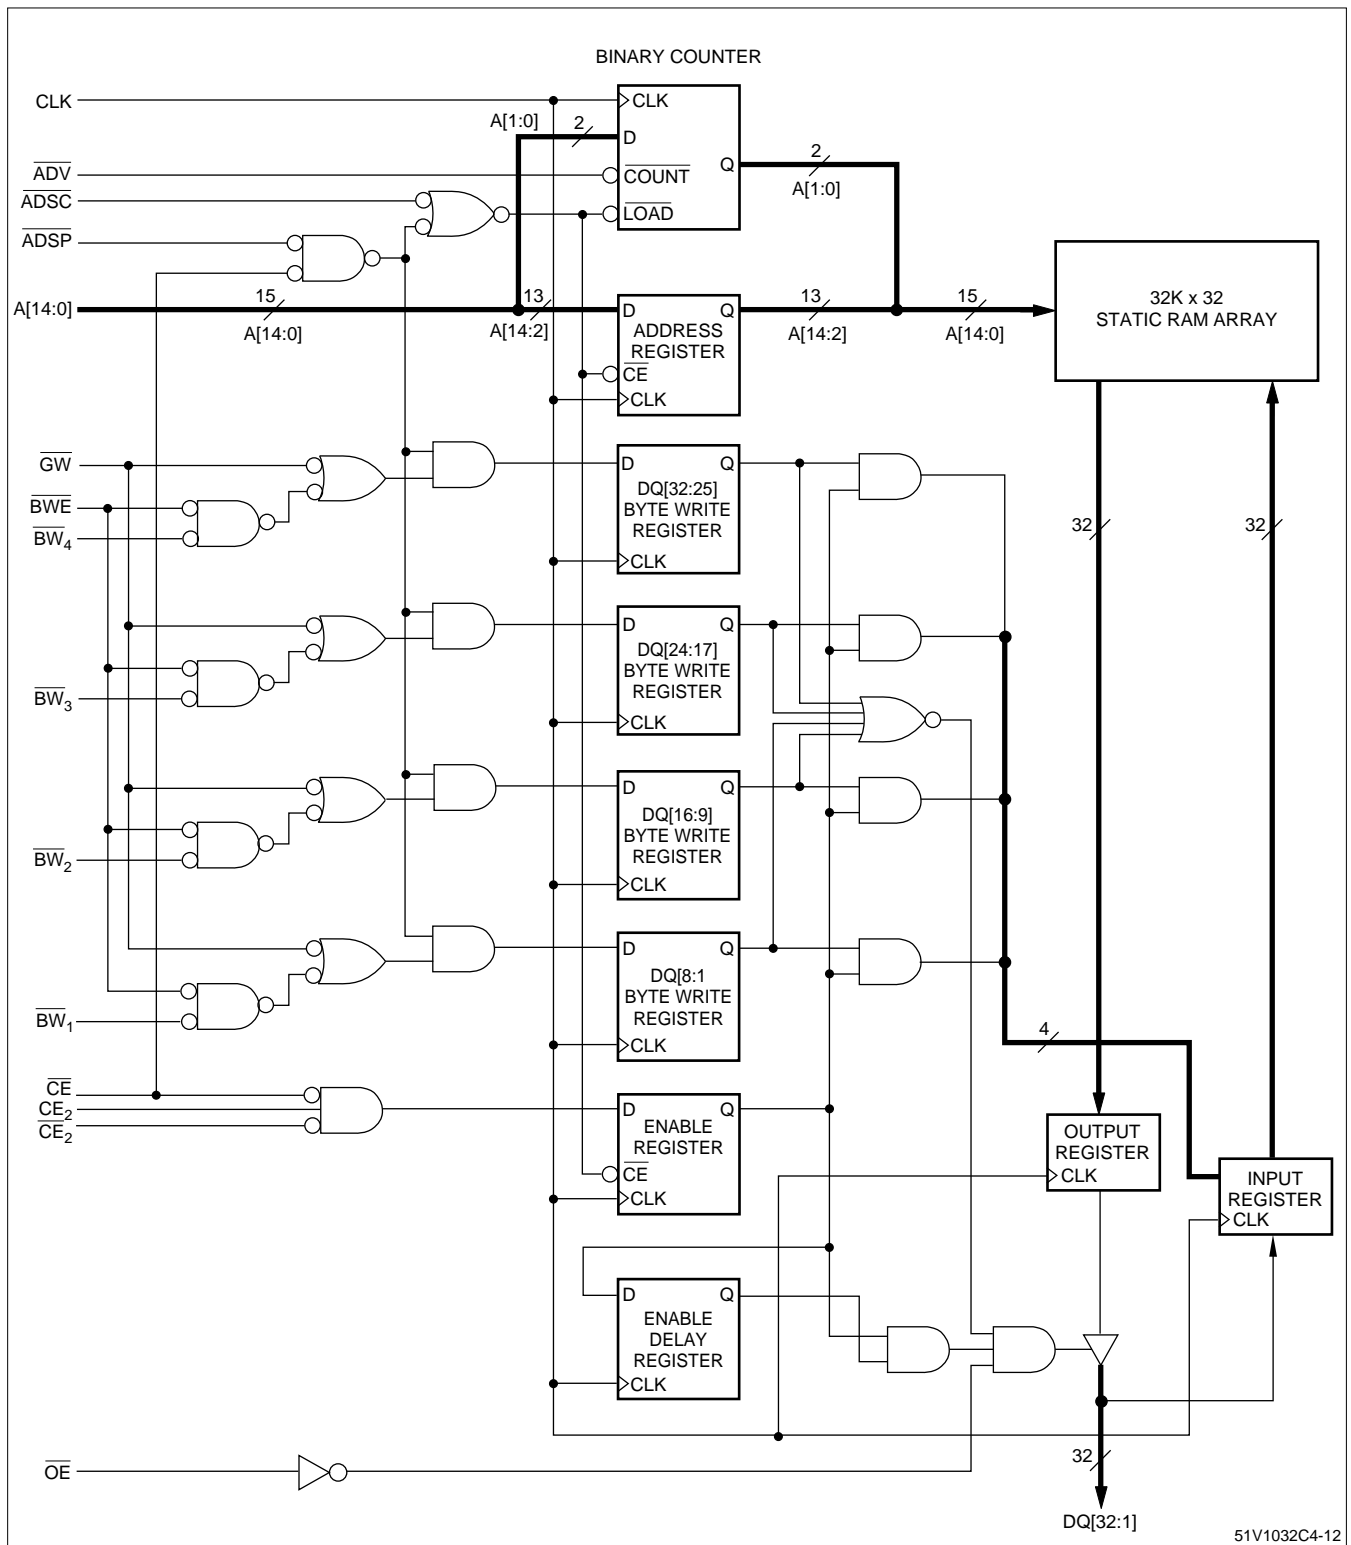 BINARY COUNTER
CLK
CLK
A[1:0]
2
D
Q
2
A[1:0]
ADV
COUNT
ADSC
LOAD
ADSP
A[14:0]
15
A[14:0]
13
A[14:2]
D
Q
ADDRESS
REGISTER
CE
CLK
13
A[14:2]
15
A[14:0]
32K x 32
STATIC RAM ARRAY
GW
BWE
BW4
D
Q
DQ[32:25]
BYTE WRITE
REGISTER
CLK
32
32
BW3
D
Q
DQ[24:17]
BYTE WRITE
REGISTER
CLK
BW2
D
Q
DQ[16:9]
BYTE WRITE
REGISTER
CLK
BW1
D
Q
DQ[8:1
BYTE WRITE
REGISTER
CLK
4
CE
CE2
CE2
D
Q
ENABLE
REGISTER
CE
CLK
OUTPUT
REGISTER
CLK
INPUT
REGISTER
CLK
D
Q
ENABLE
DELAY
REGISTER
CLK
OE
32
DQ[32:1]
51V1032C4-12